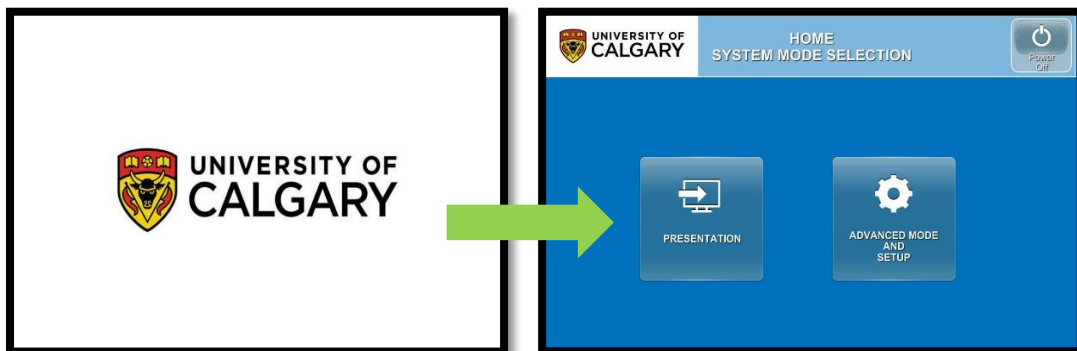 UNIVERSITY OF
CALGARY
UNIVERSITY OF
CALGARY
HOME
SYSTEM MODE SELECTION
Power
Off
PRESENTATION
ADVANCED MODE
AND
SETUP